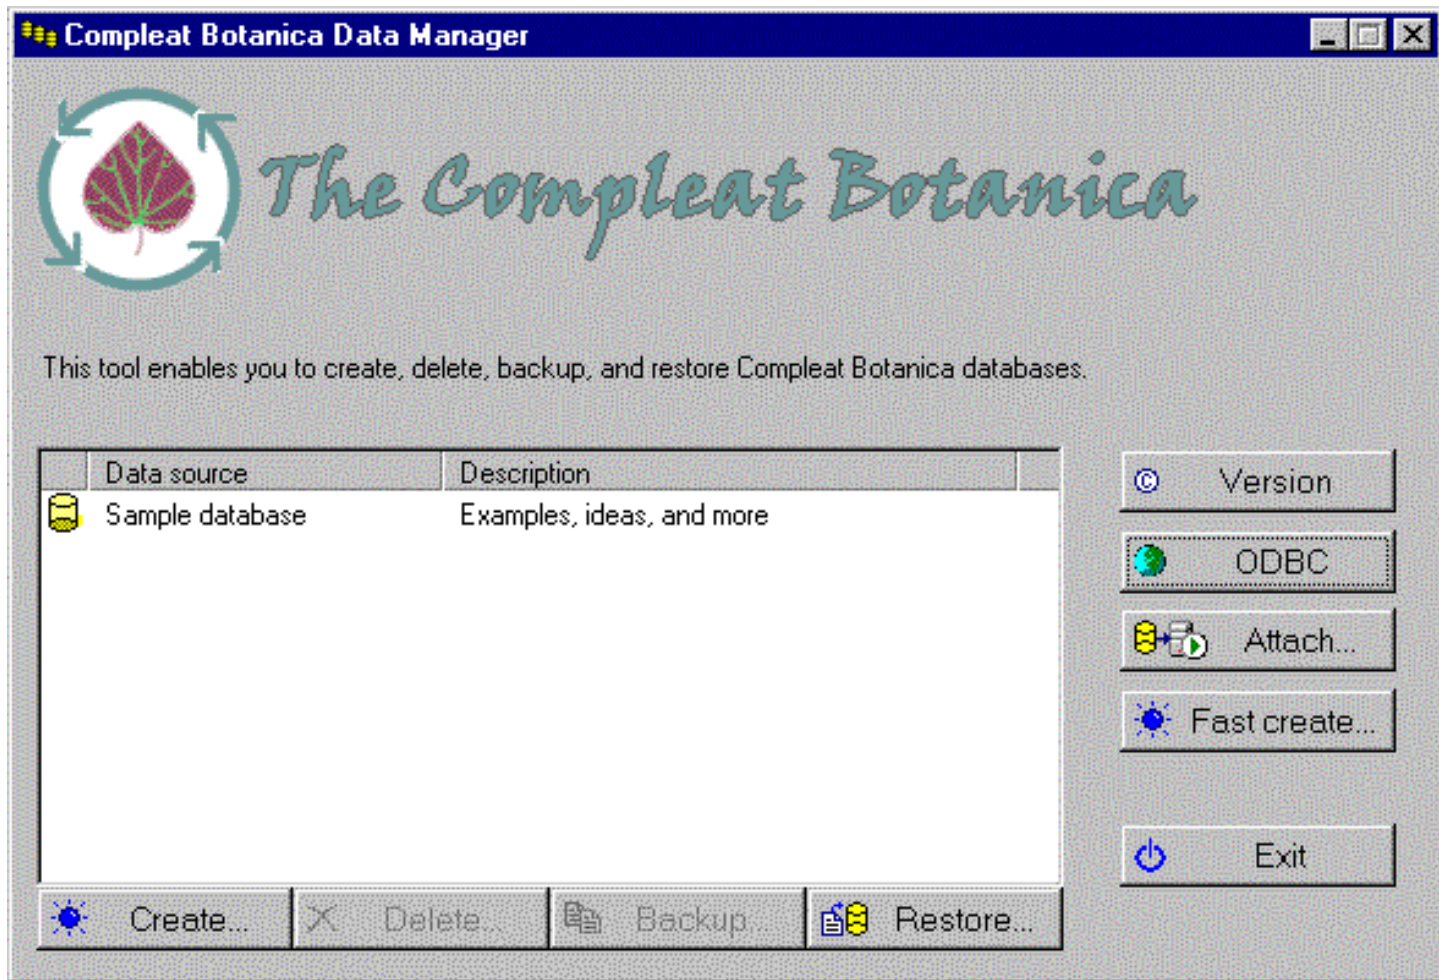 Compleat Botanica Data Manager
The Compleat Botanica
This tool enables you to create, delete, backup, and restore Compleat Botanica databases.
Data source Description
Sample database Examples, ideas, and more
© Version
ODBC
Attach...
Fast create...
Exit
Create... Delete... Backup... Restore...